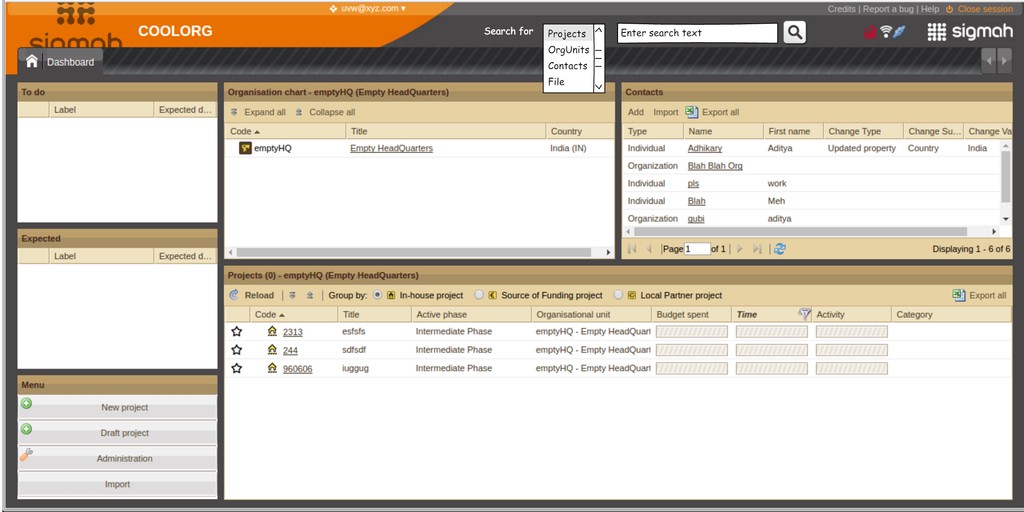 uvw@xyz.com ▾
Credits | Report a bug | Help
Close session
sigmah
COOLORG
Search for
Projects
OrgUnits
Contacts
File
Enter search text
sigmah
Dashboard
To do
Label Expected d...
Organisation chart - emptyHQ (Empty HeadQuarters)
Expand all Collapse all
Code Title Country
emptyHQ Empty HeadQuarters India (IN)
Contacts
Add Import Export all
Type Name First name Change Type Change Su... Change Va
Individual Adhikary Aditya Updated property Country India
Organization Blah Blah Org
Individual pls work
Individual Blah Meh
Organization qubi aditya
Page 1 of 1 Displaying 1 - 6 of 6
Expected
Label Expected d...
Projects (0) - emptyHQ (Empty HeadQuarters)
Reload Group by: In-house project Source of Funding project Local Partner project Export all
Code Title Active phase Organisational unit Budget spent Time Activity Category
2313 esfsfs Intermediate Phase emptyHQ - Empty HeadQuart
244 sdfsdf Intermediate Phase emptyHQ - Empty HeadQuart
960606 iuggug Intermediate Phase emptyHQ - Empty HeadQuart
Menu
New project
Draft project
Administration
Import